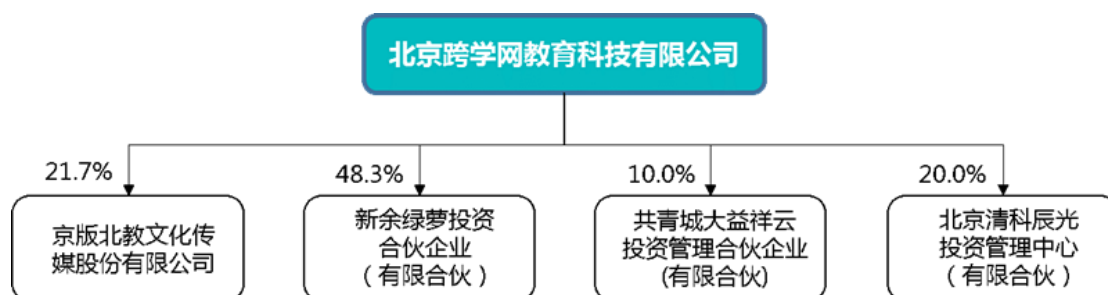 北京跨学网教育科技有限公司
21.7%
48.3%
10.0%
20.0%
京版北教文化传
媒股份有限公司
新余绿萝投资
合伙企业
（有限合伙）
共青城大益祥云
投资管理合伙企业
(有限合伙)
北京清科辰光
投资管理中心
（有限合伙）